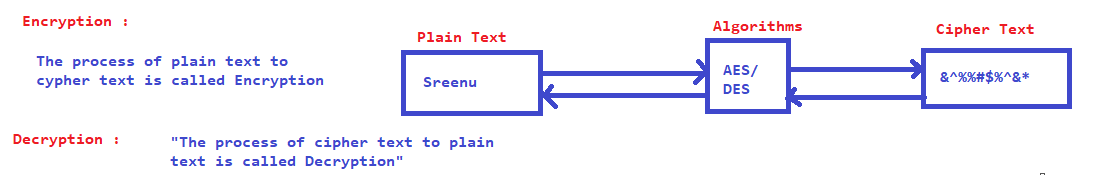 Encryption :
The process of plain text to
cypher text is called Encryption
Plain Text
Sreenu
Algorithms
AES/
DES
Cipher Text
&^%%#$%^&*
Decryption :
"The process of cipher text to plain
text is called Decryption"